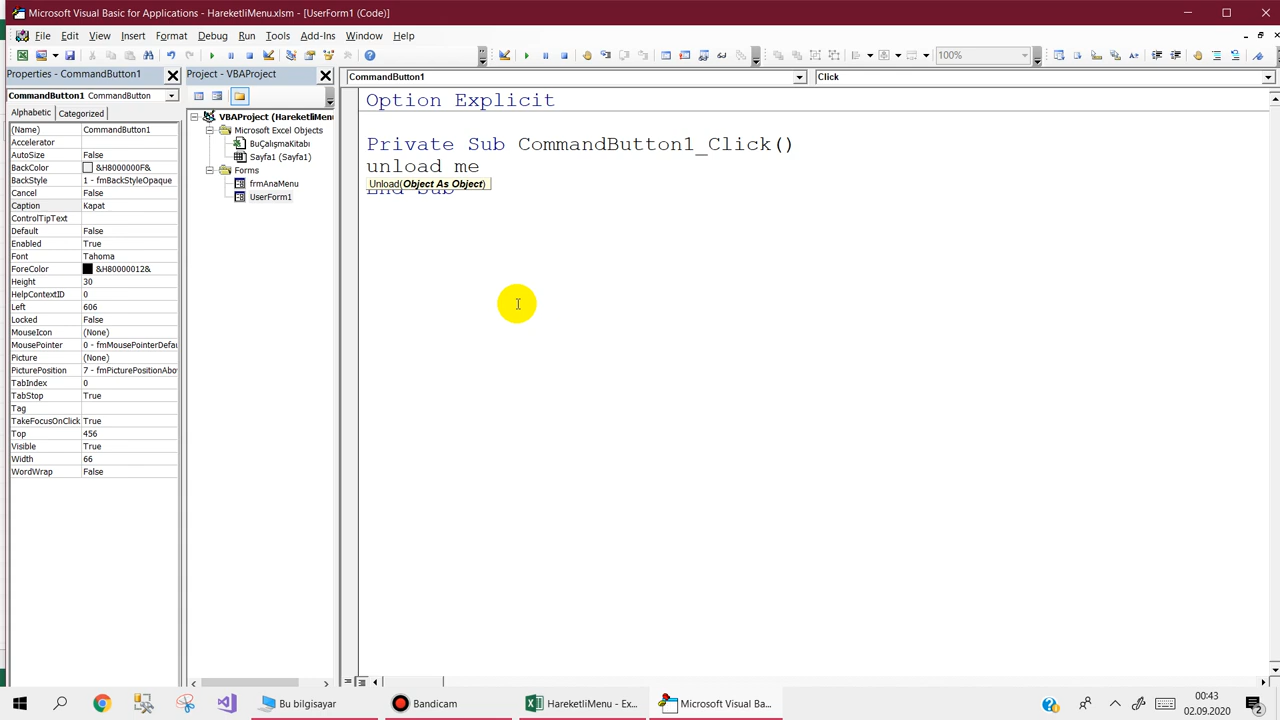 Microsoft Visual Basic for Applications - HareketliMenu.xlsm - [UserForm1 (Code)]
File Edit View Insert Format Debug Run Tools Add-Ins Window Help
100%
Properties - CommandButton1
CommandButton1 CommandButton
Alphabetic Categorized
(Name) CommandButton1
Accelerator
AutoSize False
BackColor &H8000000F&
BackStyle 1 - fmBackStyleOpaque
Cancel False
Caption Kapat
ControlTipText
Default False
Enabled True
Font Tahoma
ForeColor &H80000012&
Height 30
HelpContextID 0
Left 606
Locked False
MouseIcon (None)
MousePointer 0 - fmMousePointerDefau
Picture (None)
PicturePosition 7 - fmPicturePositionAbo
TabIndex 0
TabStop True
Tag
TakeFocusOnClick True
Top 456
Visible True
Width 66
WordWrap False
Project - VBAProject
VBAProject (HareketliMenu
Microsoft Excel Objects
BuÇalışmaKitabı
Sayfa1 (Sayfa1)
Forms
frmAnaMenu
UserForm1
CommandButton1
Click
Option Explicit
Private Sub CommandButton1_Click()
unload me
Unload(Object As Object)
End Sub
Bu bilgisayar
Bandicam
HareketliMenu - Exc...
Microsoft Visual Ba...
00:43
02.09.2020
2